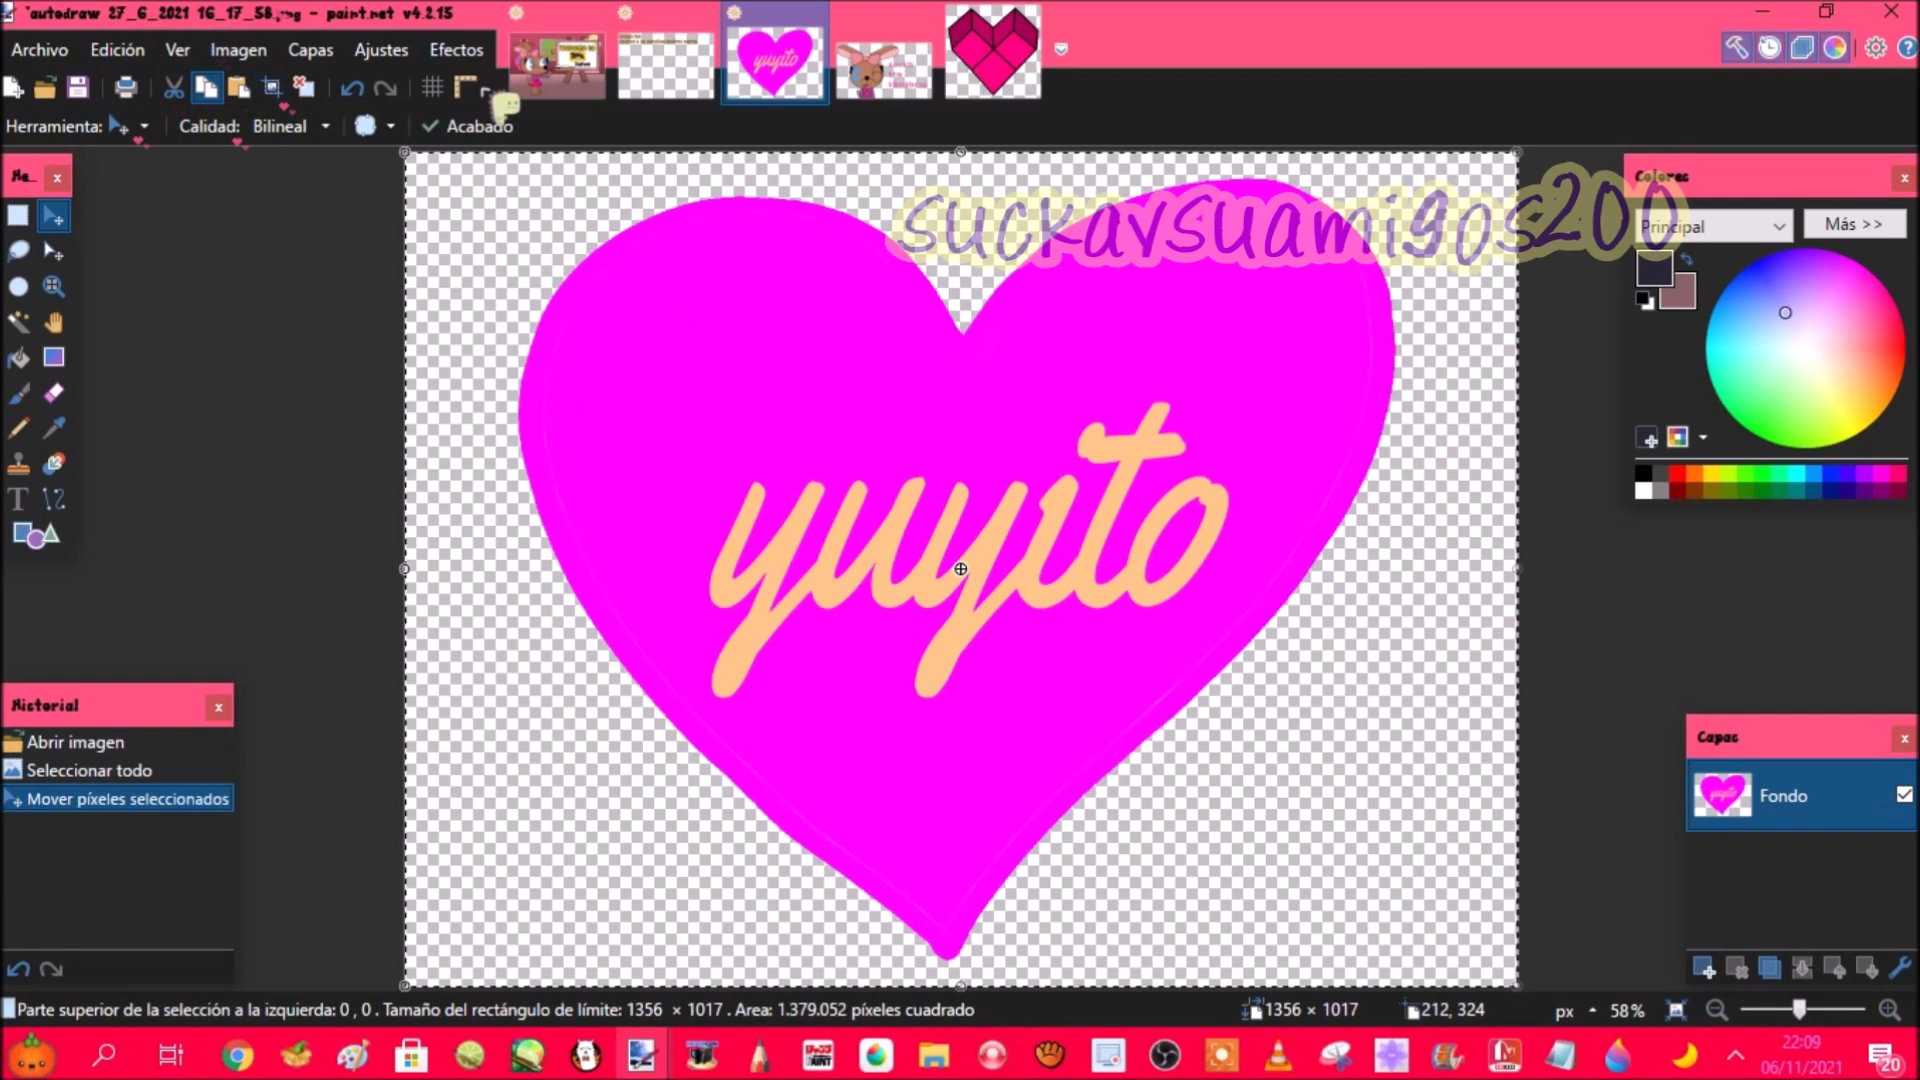 *autodraw 27_6_2021 16_17_58.png - paint.net v4.2.15
Archivo Edición Ver Imagen Capas Ajustes Efectos
Herramienta: Calidad: Bilineal Acabado
He...
suckavsuamigos200
Colores
Principal Más >>
yuyito
Historial
Abrir imagen
Seleccionar todo
Mover píxeles seleccionados
Capas
Fondo
Parte superior de la selección a la izquierda: 0 , 0 . Tamaño del rectángulo de límite: 1356 × 1017 . Area: 1.379.052 píxeles cuadrado
1356 × 1017 212, 324 px 58%
22:09
06/11/2021
20